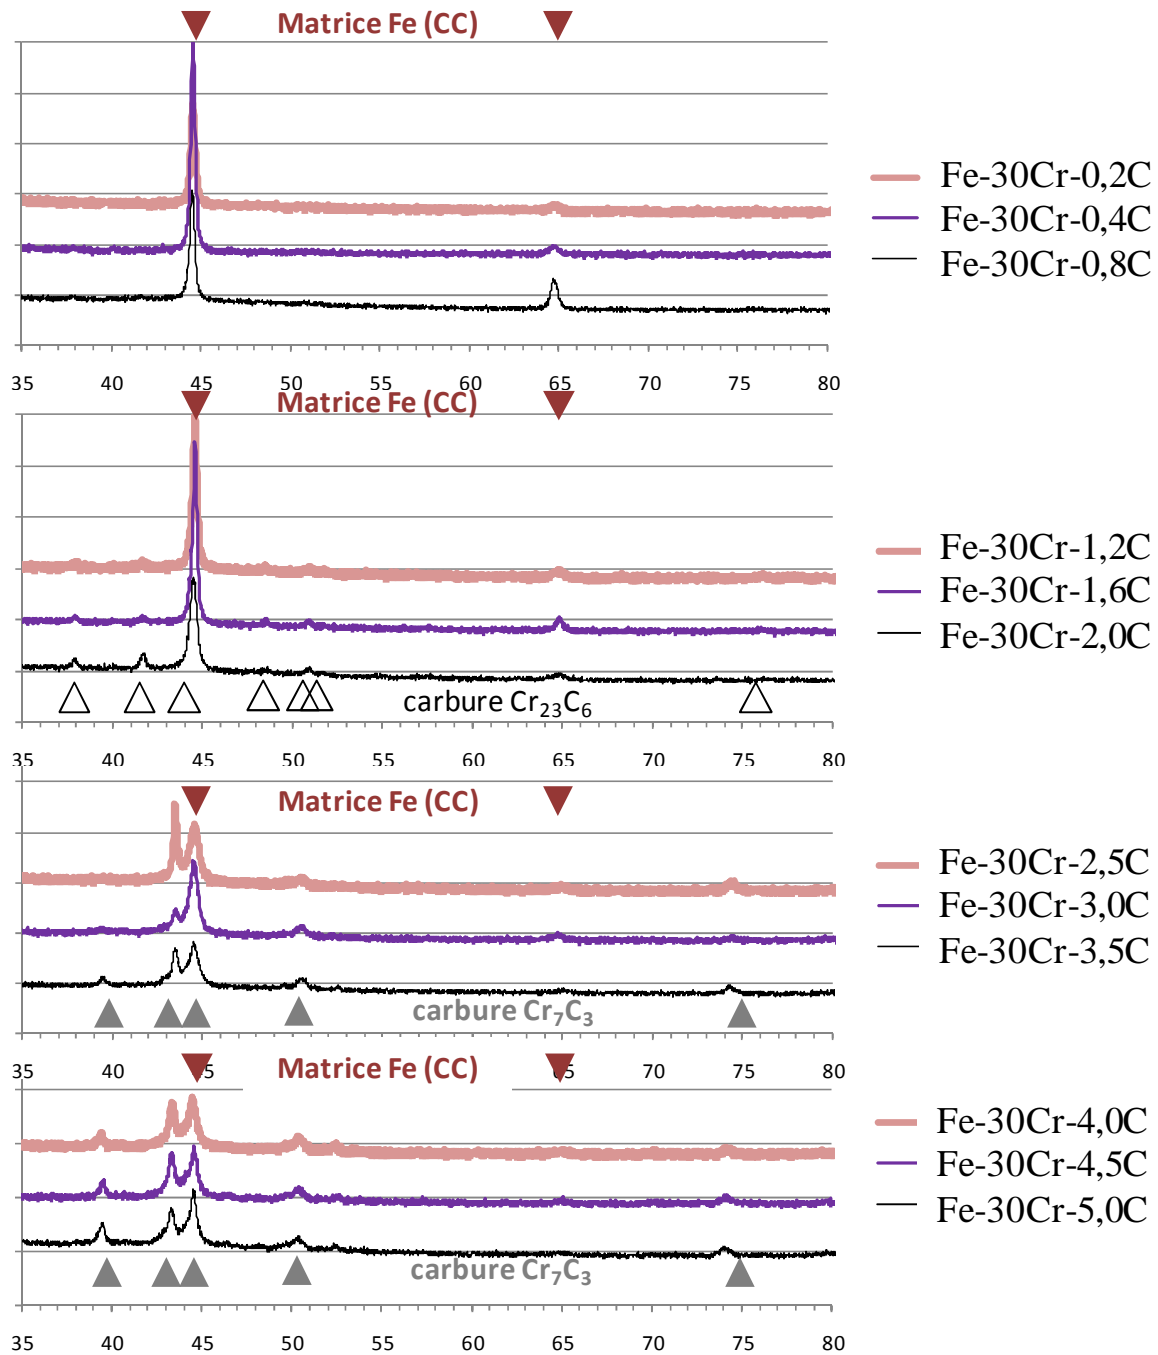 Matrice Fe (CC)
Fe-30Cr-0,2C
Fe-30Cr-0,4C
Fe-30Cr-0,8C
35 40 45 50 55 60 65 70 75 80
Matrice Fe (CC)
Fe-30Cr-1,2C
Fe-30Cr-1,6C
Fe-30Cr-2,0C
carbure Cr₂₃C₆
35 40 45 50 55 60 65 70 75 80
Matrice Fe (CC)
Fe-30Cr-2,5C
Fe-30Cr-3,0C
Fe-30Cr-3,5C
carbure Cr₇C₃
35 40 45 Matrice Fe (CC) 65 70 75 80
Fe-30Cr-4,0C
Fe-30Cr-4,5C
Fe-30Cr-5,0C
carbure Cr₇C₃
35 40 45 50 55 60 65 70 75 80